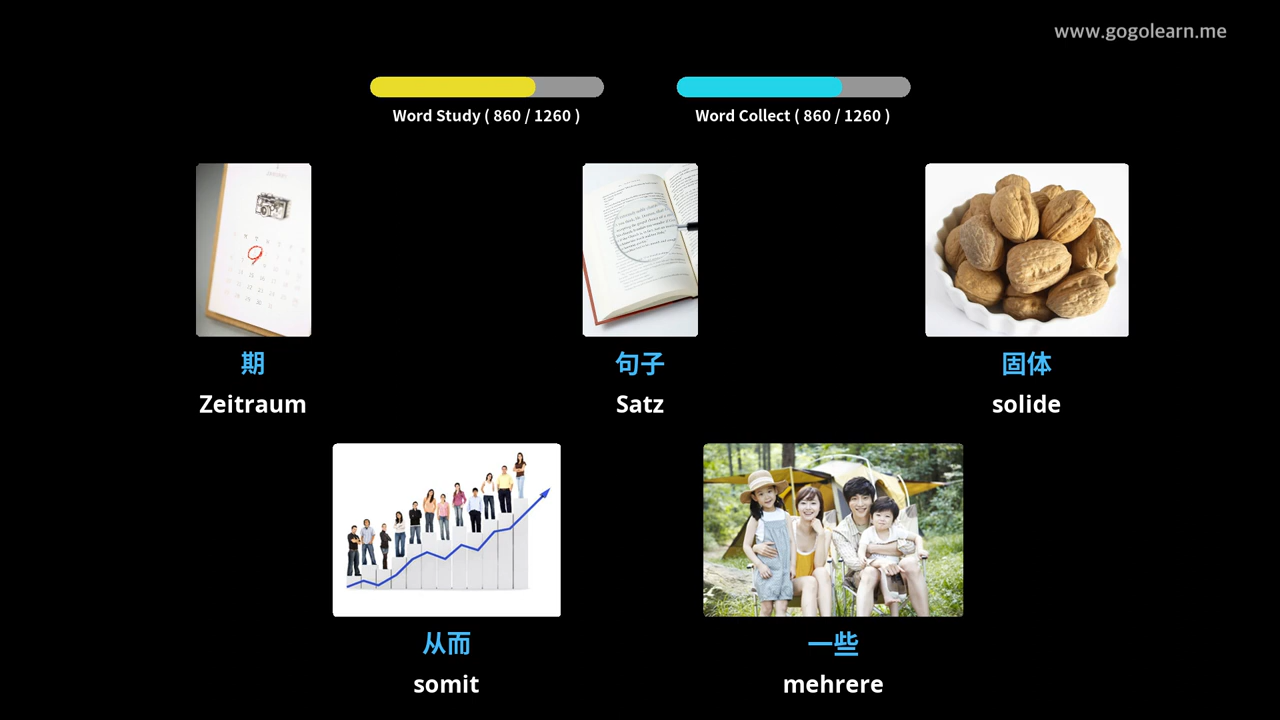 www.gogolearn.me
Word Study ( 860 / 1260 )
Word Collect ( 860 / 1260 )
期
Zeitraum
句子
Satz
固体
solide
从而
somit
一些
mehrere